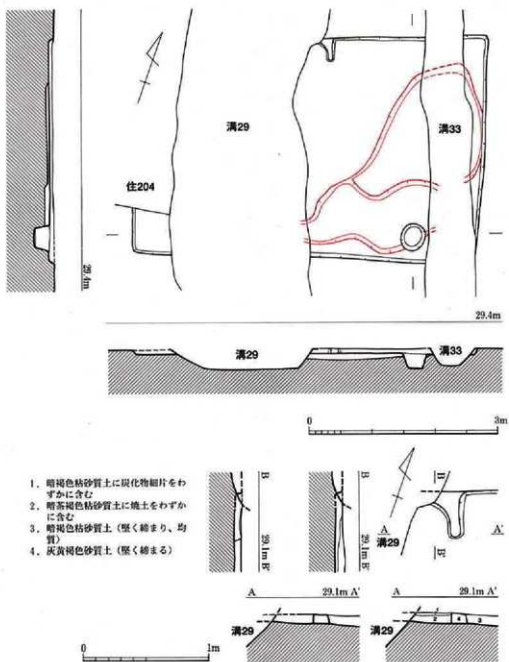 溝29
溝33
住204
29.4m
29.4m
溝29
溝33
0 3m
1. 暗褐色粘砂質土に炭化物細片をわ
ずかに含む
2. 暗茶褐色粘砂質土に焼土をわずか
に含む
3. 暗褐色粘砂質土(堅く締まり、均
質)
4. 灰黄褐色砂質土(堅く締まる)
B
29.1m B'
B
29.1m B'
B
A
A'
溝29
B'
A 29.1m A'
溝29
A 29.1m A'
1
2 4 3
溝29
0 1m